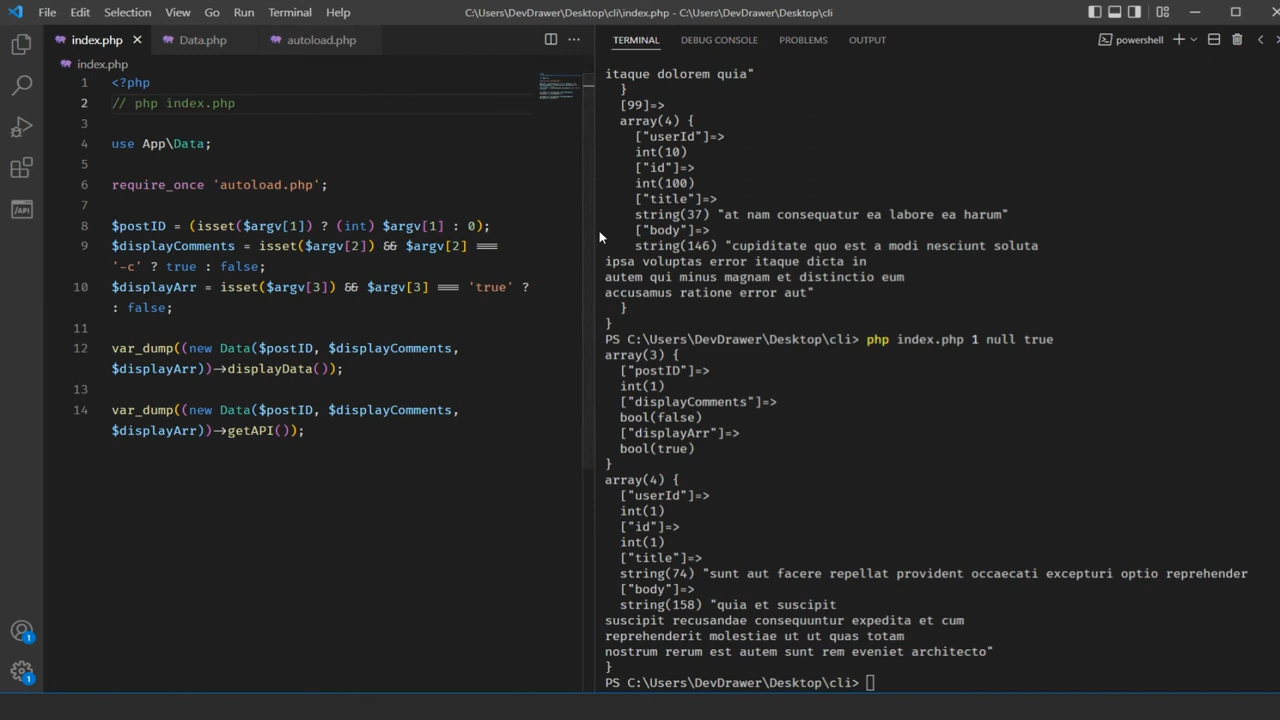 File Edit Selection View Go Run Terminal Help
C:\Users\DevDrawer\Desktop\cli\index.php - C:\Users\DevDrawer\Desktop\cli
index.php Data.php autoload.php
index.php
1 <?php
2 // php index.php
3
4 use App\Data;
5
6 require_once 'autoload.php';
7
8 $postID = (isset($argv[1]) ? (int) $argv[1] : 0);
9 $displayComments = isset($argv[2]) && $argv[2] ===
'-c' ? true : false;
10 $displayArr = isset($argv[3]) && $argv[3] === 'true' ?
: false;
11
12 var_dump((new Data($postID, $displayComments,
$displayArr))->displayData());
13
14 var_dump((new Data($postID, $displayComments,
$displayArr))->getAPI());
/API
1
1
TERMINAL DEBUG CONSOLE PROBLEMS OUTPUT
powershell
itaque dolorem quia"
}
[99]=>
array(4) {
["userId"]=>
int(10)
["id"]=>
int(100)
["title"]=>
string(37) "at nam consequatur ea labore ea harum"
["body"]=>
string(146) "cupiditate quo est a modi nesciunt soluta
ipsa voluptas error itaque dicta in
autem qui minus magnam et distinctio eum
accusamus ratione error aut"
}
}
PS C:\Users\DevDrawer\Desktop\cli> php index.php 1 null true
array(3) {
["postID"]=>
int(1)
["displayComments"]=>
bool(false)
["displayArr"]=>
bool(true)
}
array(4) {
["userId"]=>
int(1)
["id"]=>
int(1)
["title"]=>
string(74) "sunt aut facere repellat provident occaecati excepturi optio reprehender
["body"]=>
string(158) "quia et suscipit
suscipit recusandae consequuntur expedita et cum
reprehenderit molestiae ut ut quas totam
nostrum rerum est autem sunt rem eveniet architecto"
}
PS C:\Users\DevDrawer\Desktop\cli>